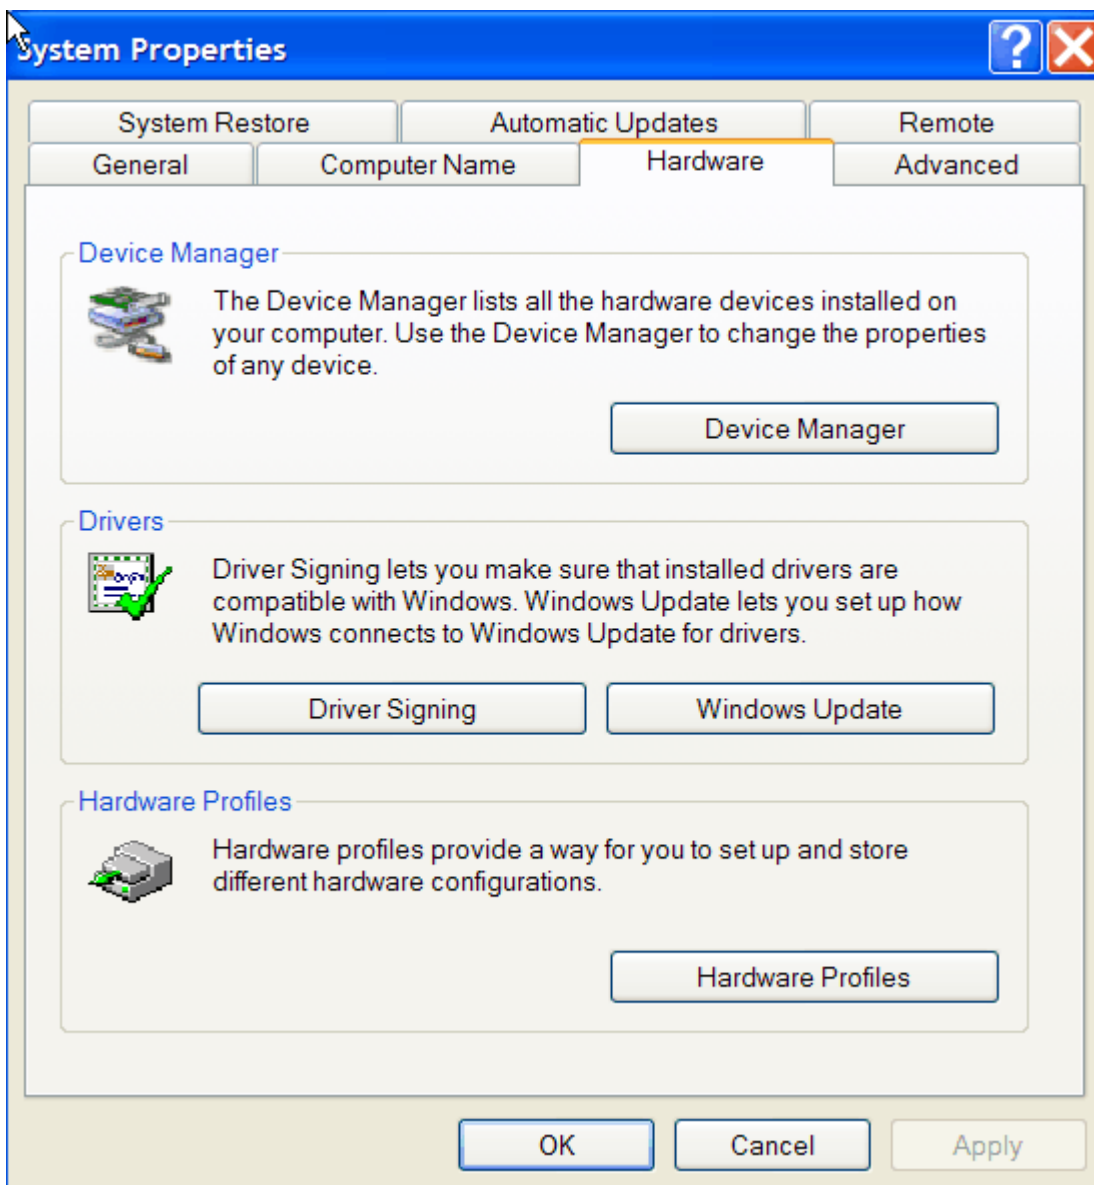 System Properties
System Restore
Automatic Updates
Remote
General
Computer Name
Hardware
Advanced
Device Manager
The Device Manager lists all the hardware devices installed on
your computer. Use the Device Manager to change the properties
of any device.
Device Manager
Drivers
Driver Signing lets you make sure that installed drivers are
compatible with Windows. Windows Update lets you set up how
Windows connects to Windows Update for drivers.
Driver Signing
Windows Update
Hardware Profiles
Hardware profiles provide a way for you to set up and store
different hardware configurations.
Hardware Profiles
OK
Cancel
Apply